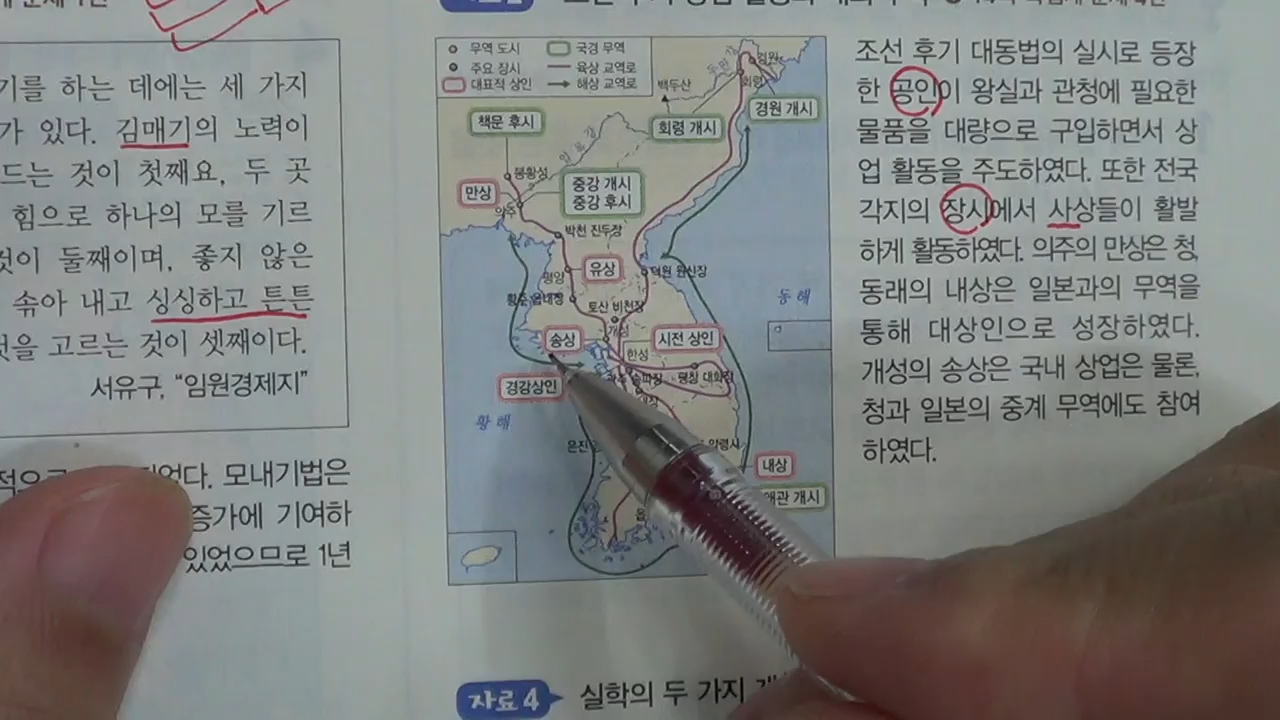 기를 하는 데에는 세 가지
가 있다. 김매기의 노력이
드는 것이 첫째요, 두 곳
힘으로 하나의 모를 기르
것이 둘째이며, 좋지 않은
솎아 내고 싱싱하고 튼튼
것을 고르는 것이 셋째이다.
서유구, “임원경제지”
모내기법은
증가에 기여하
있었으므로 1년
무역 도시
국경 무역
주요 장시
육상 교역로
대표적 상인
해상 교역로
경원
회령
백두산
경원 개시
회령 개시
책문 후시
압록강
봉황성
만상
중강 개시
중강 후시
의주
박천 진두장
유상
평양
덕원 원산장
토산 비천장
동해
개성
송상
시전 상인
한성
평창 대화장
경강상인
황해
은진
약령시
내상
왜관 개시
조선 후기 대동법의 실시로 등장
한 공인이 왕실과 관청에 필요한
물품을 대량으로 구입하면서 상
업 활동을 주도하였다. 또한 전국
각지의 장시에서 사상들이 활발
하게 활동하였다. 의주의 만상은 청,
동래의 내상은 일본과의 무역을
통해 대상인으로 성장하였다.
개성의 송상은 국내 상업은 물론,
청과 일본의 중계 무역에도 참여
하였다.
자료 4 실학의 두 가지